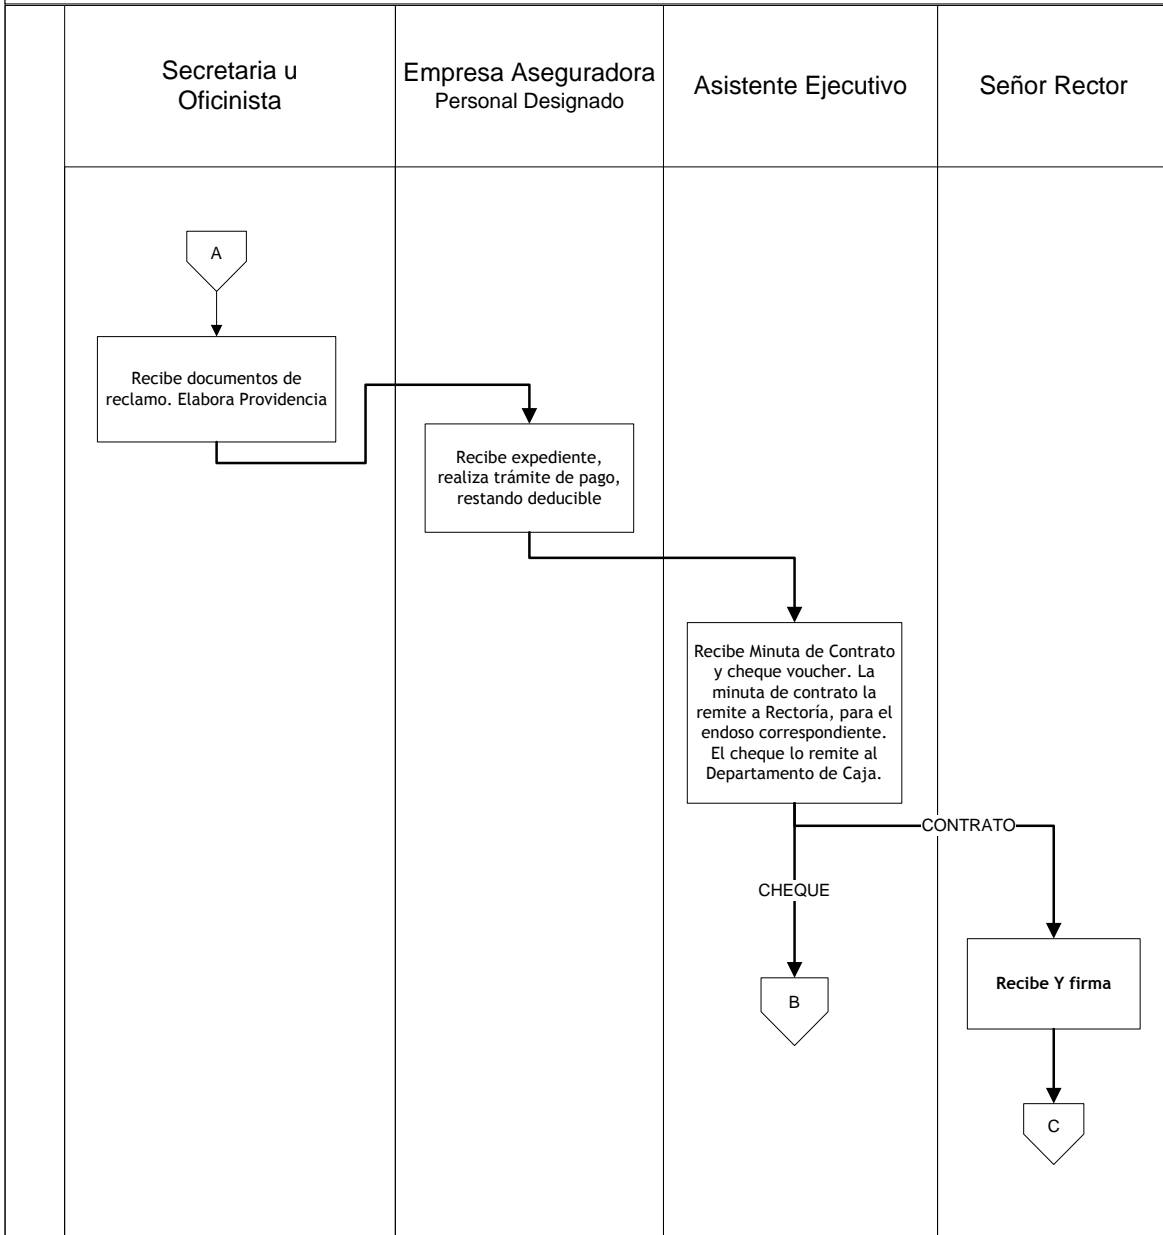 Secretaria u
Oficinista
Empresa Aseguradora
Personal Designado
Asistente Ejecutivo
Señor Rector
A
Recibe documentos de
reclamo. Elabora Providencia
Recibe expediente,
realiza trámite de pago,
restando deducible
Recibe Minuta de Contrato
y cheque voucher. La
minuta de contrato la
remite a Rectoría, para el
endoso correspondiente.
El cheque lo remite al
Departamento de Caja.
CONTRATO
CHEQUE
Recibe Y firma
B
C